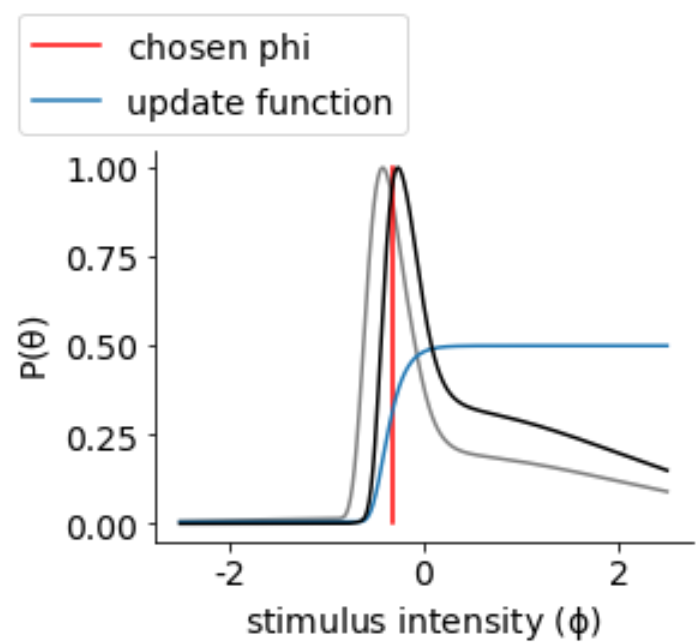 chosen phi
update function
1.00
0.75
0.50
0.25
0.00
P(θ)
-2 0 2
stimulus intensity (ϕ)